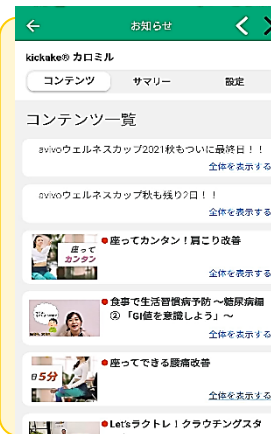 お知らせ
kickake® カロミル
コンテンツ
サマリー
設定
コンテンツ一覧
avivoウェルネスカップ2021秋もついに最終日！！
全体を表示する
avivoウェルネスカップ秋も残り2日！！
全体を表示する
座って
カンタン
座ってカンタン！肩こり改善
全体を表示する
食事で生活習慣病予防 ～糖尿病編
② 「GI値を意識しよう」～
全体を表示する
5分
座ってできる腰痛改善
全体を表示する
Let'sラクトレ！クラウチングスタ